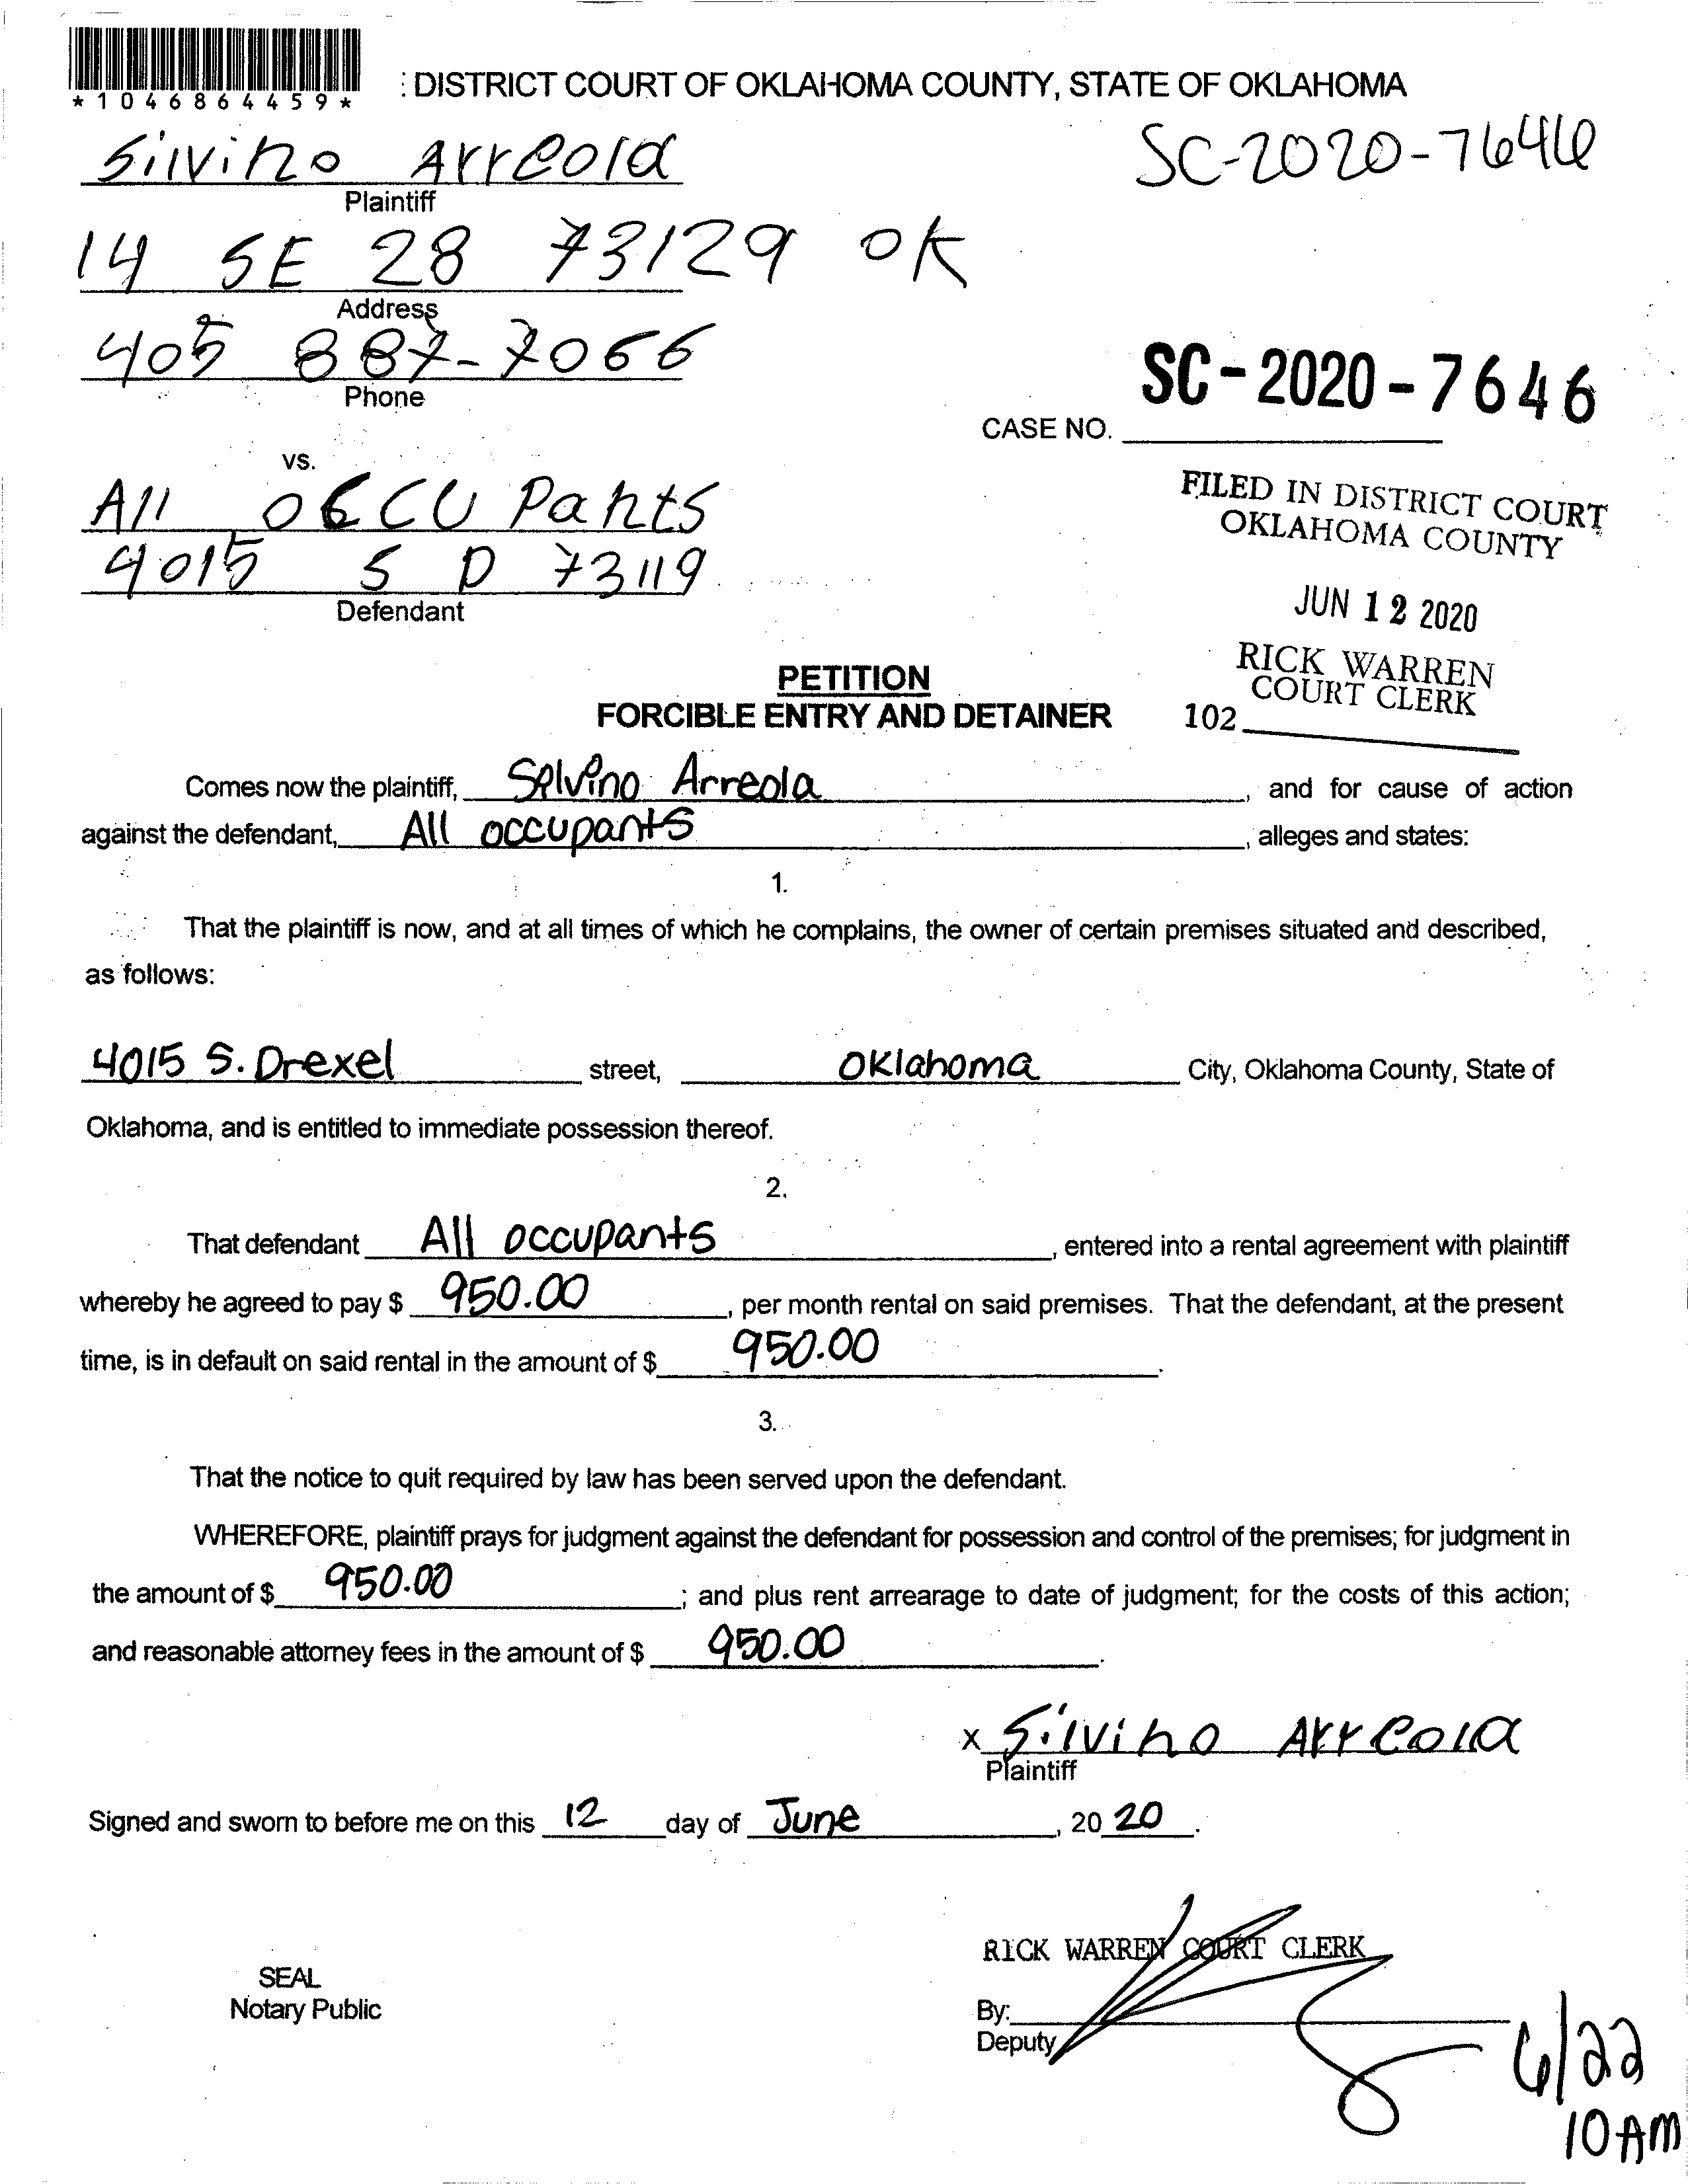 *1046864459*
: DISTRICT COURT OF OKLAHOMA COUNTY, STATE OF OKLAHOMA
Silvino Arreola
SC-2020-7646
Plaintiff
14 SE 28 73129 OK
Address
405 887-7066
Phone
SC-2020-7646
CASE NO.
vs.
All occupants
4015 S D 73119
Defendant
FILED IN DISTRICT COURT
OKLAHOMA COUNTY
JUN 12 2020
RICK WARREN
COURT CLERK
102
PETITION
FORCIBLE ENTRY AND DETAINER
Comes now the plaintiff, Silvino Arreola, and for cause of action
against the defendant, All occupants, alleges and states:
1.
That the plaintiff is now, and at all times of which he complains, the owner of certain premises situated and described,
as follows:
4015 S. Drexel street, Oklahoma City, Oklahoma County, State of
Oklahoma, and is entitled to immediate possession thereof.
2.
That defendant All occupants, entered into a rental agreement with plaintiff
whereby he agreed to pay $ 950.00, per month rental on said premises. That the defendant, at the present
time, is in default on said rental in the amount of $ 950.00.
3.
That the notice to quit required by law has been served upon the defendant.
WHEREFORE, plaintiff prays for judgment against the defendant for possession and control of the premises; for judgment in
the amount of $ 950.00; and plus rent arrearage to date of judgment; for the costs of this action;
and reasonable attorney fees in the amount of $ 950.00.
x Silvino Arreola
Plaintiff
Signed and sworn to before me on this 12 day of June, 20 20.
RICK WARREN COURT CLERK
SEAL
Notary Public
By:
Deputy
6/22
10 AM